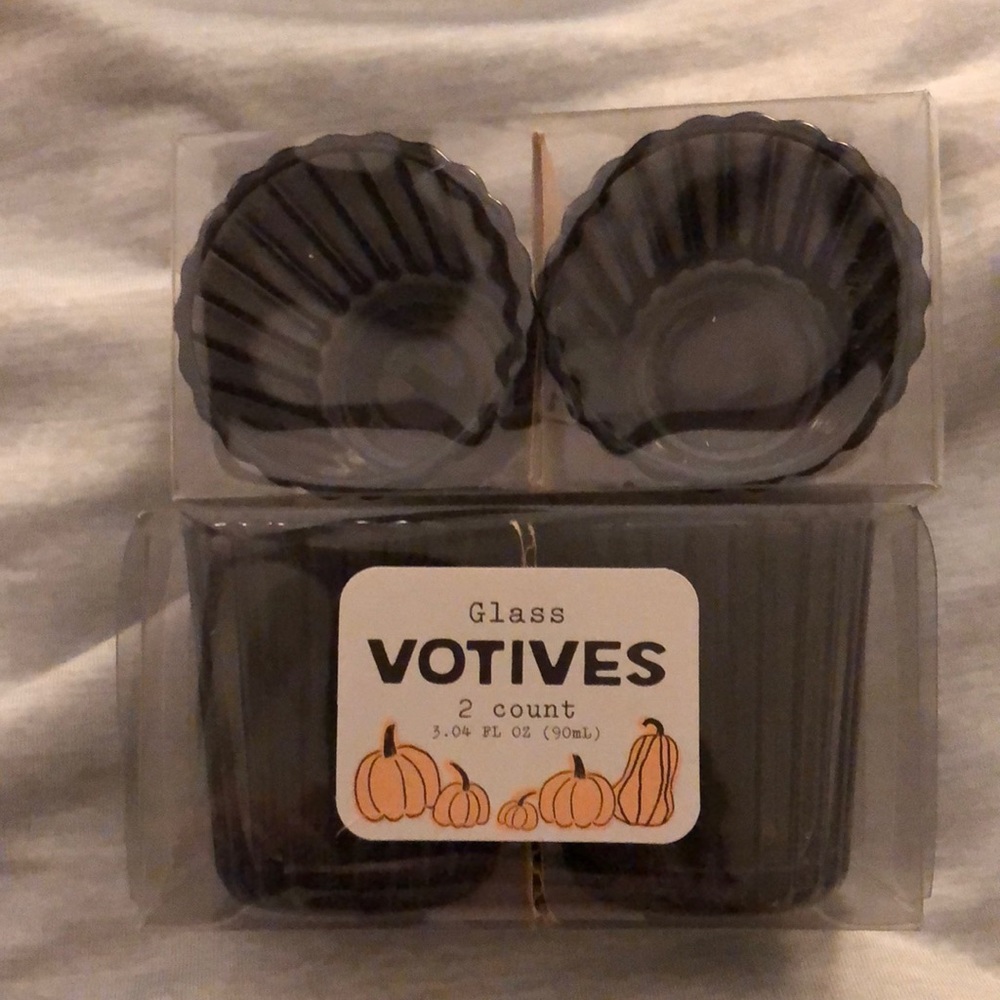 Glass
VOTIVES
2 count
3.04 FL OZ (90mL)